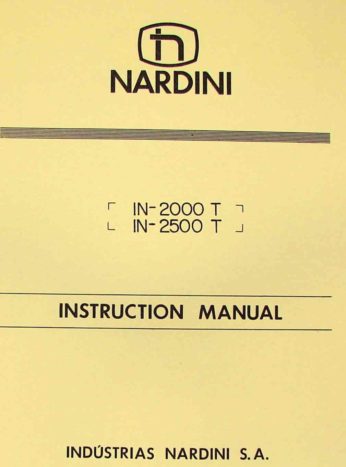 NARDINI
IN-2000 T
IN-2500 T
INSTRUCTION MANUAL
INDÚSTRIAS NARDINI S.A.